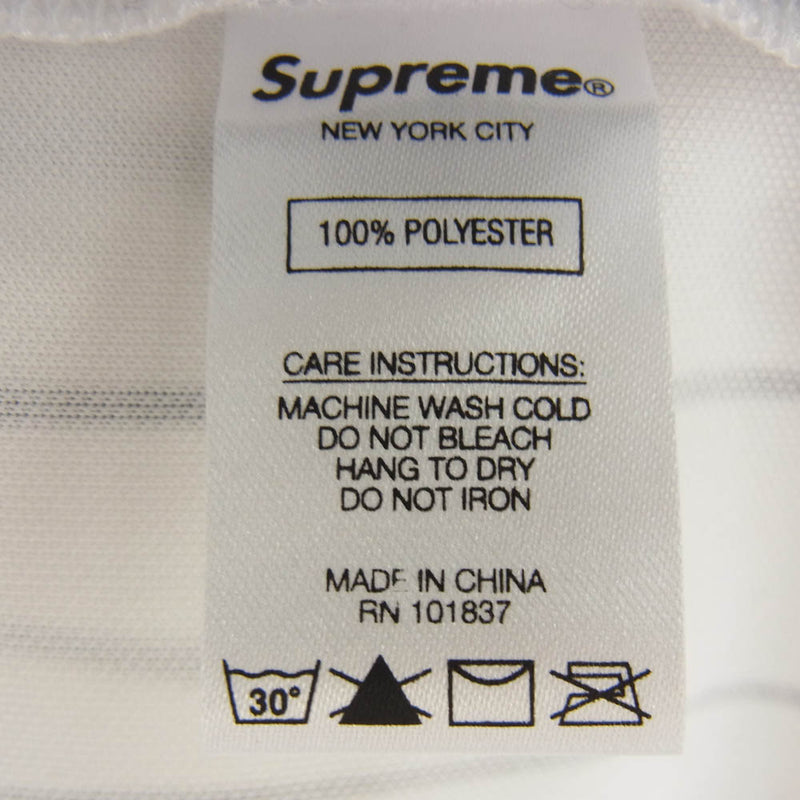 Supreme®
NEW YORK CITY
100% POLYESTER
CARE INSTRUCTIONS:
MACHINE WASH COLD
DO NOT BLEACH
HANG TO DRY
DO NOT IRON
MADE IN CHINA
RN 101837
30°